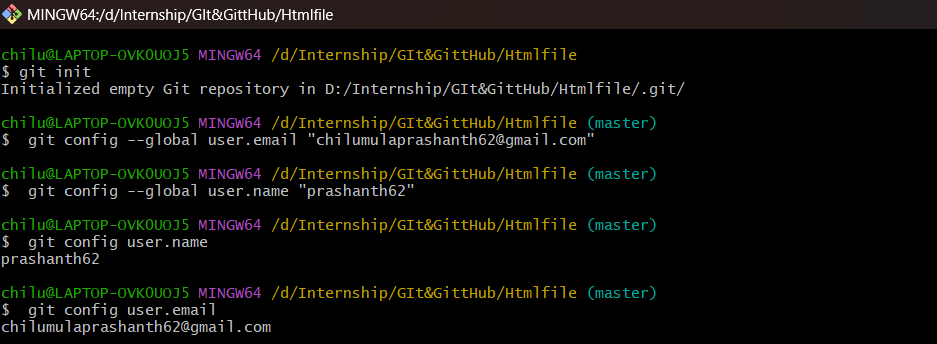 MINGW64:/d/Internship/GIt&GittHub/Htmlfile
chilu@LAPTOP-OVK0UOJ5 MINGW64 /d/Internship/GIt&GittHub/Htmlfile
$ git init
Initialized empty Git repository in D:/Internship/GIt&GittHub/Htmlfile/.git/
chilu@LAPTOP-OVK0UOJ5 MINGW64 /d/Internship/GIt&GittHub/Htmlfile (master)
$  git config --global user.email "chilumulaprashanth62@gmail.com"
chilu@LAPTOP-OVK0UOJ5 MINGW64 /d/Internship/GIt&GittHub/Htmlfile (master)
$  git config --global user.name "prashanth62"
chilu@LAPTOP-OVK0UOJ5 MINGW64 /d/Internship/GIt&GittHub/Htmlfile (master)
$  git config user.name
prashanth62
chilu@LAPTOP-OVK0UOJ5 MINGW64 /d/Internship/GIt&GittHub/Htmlfile (master)
$  git config user.email
chilumulaprashanth62@gmail.com